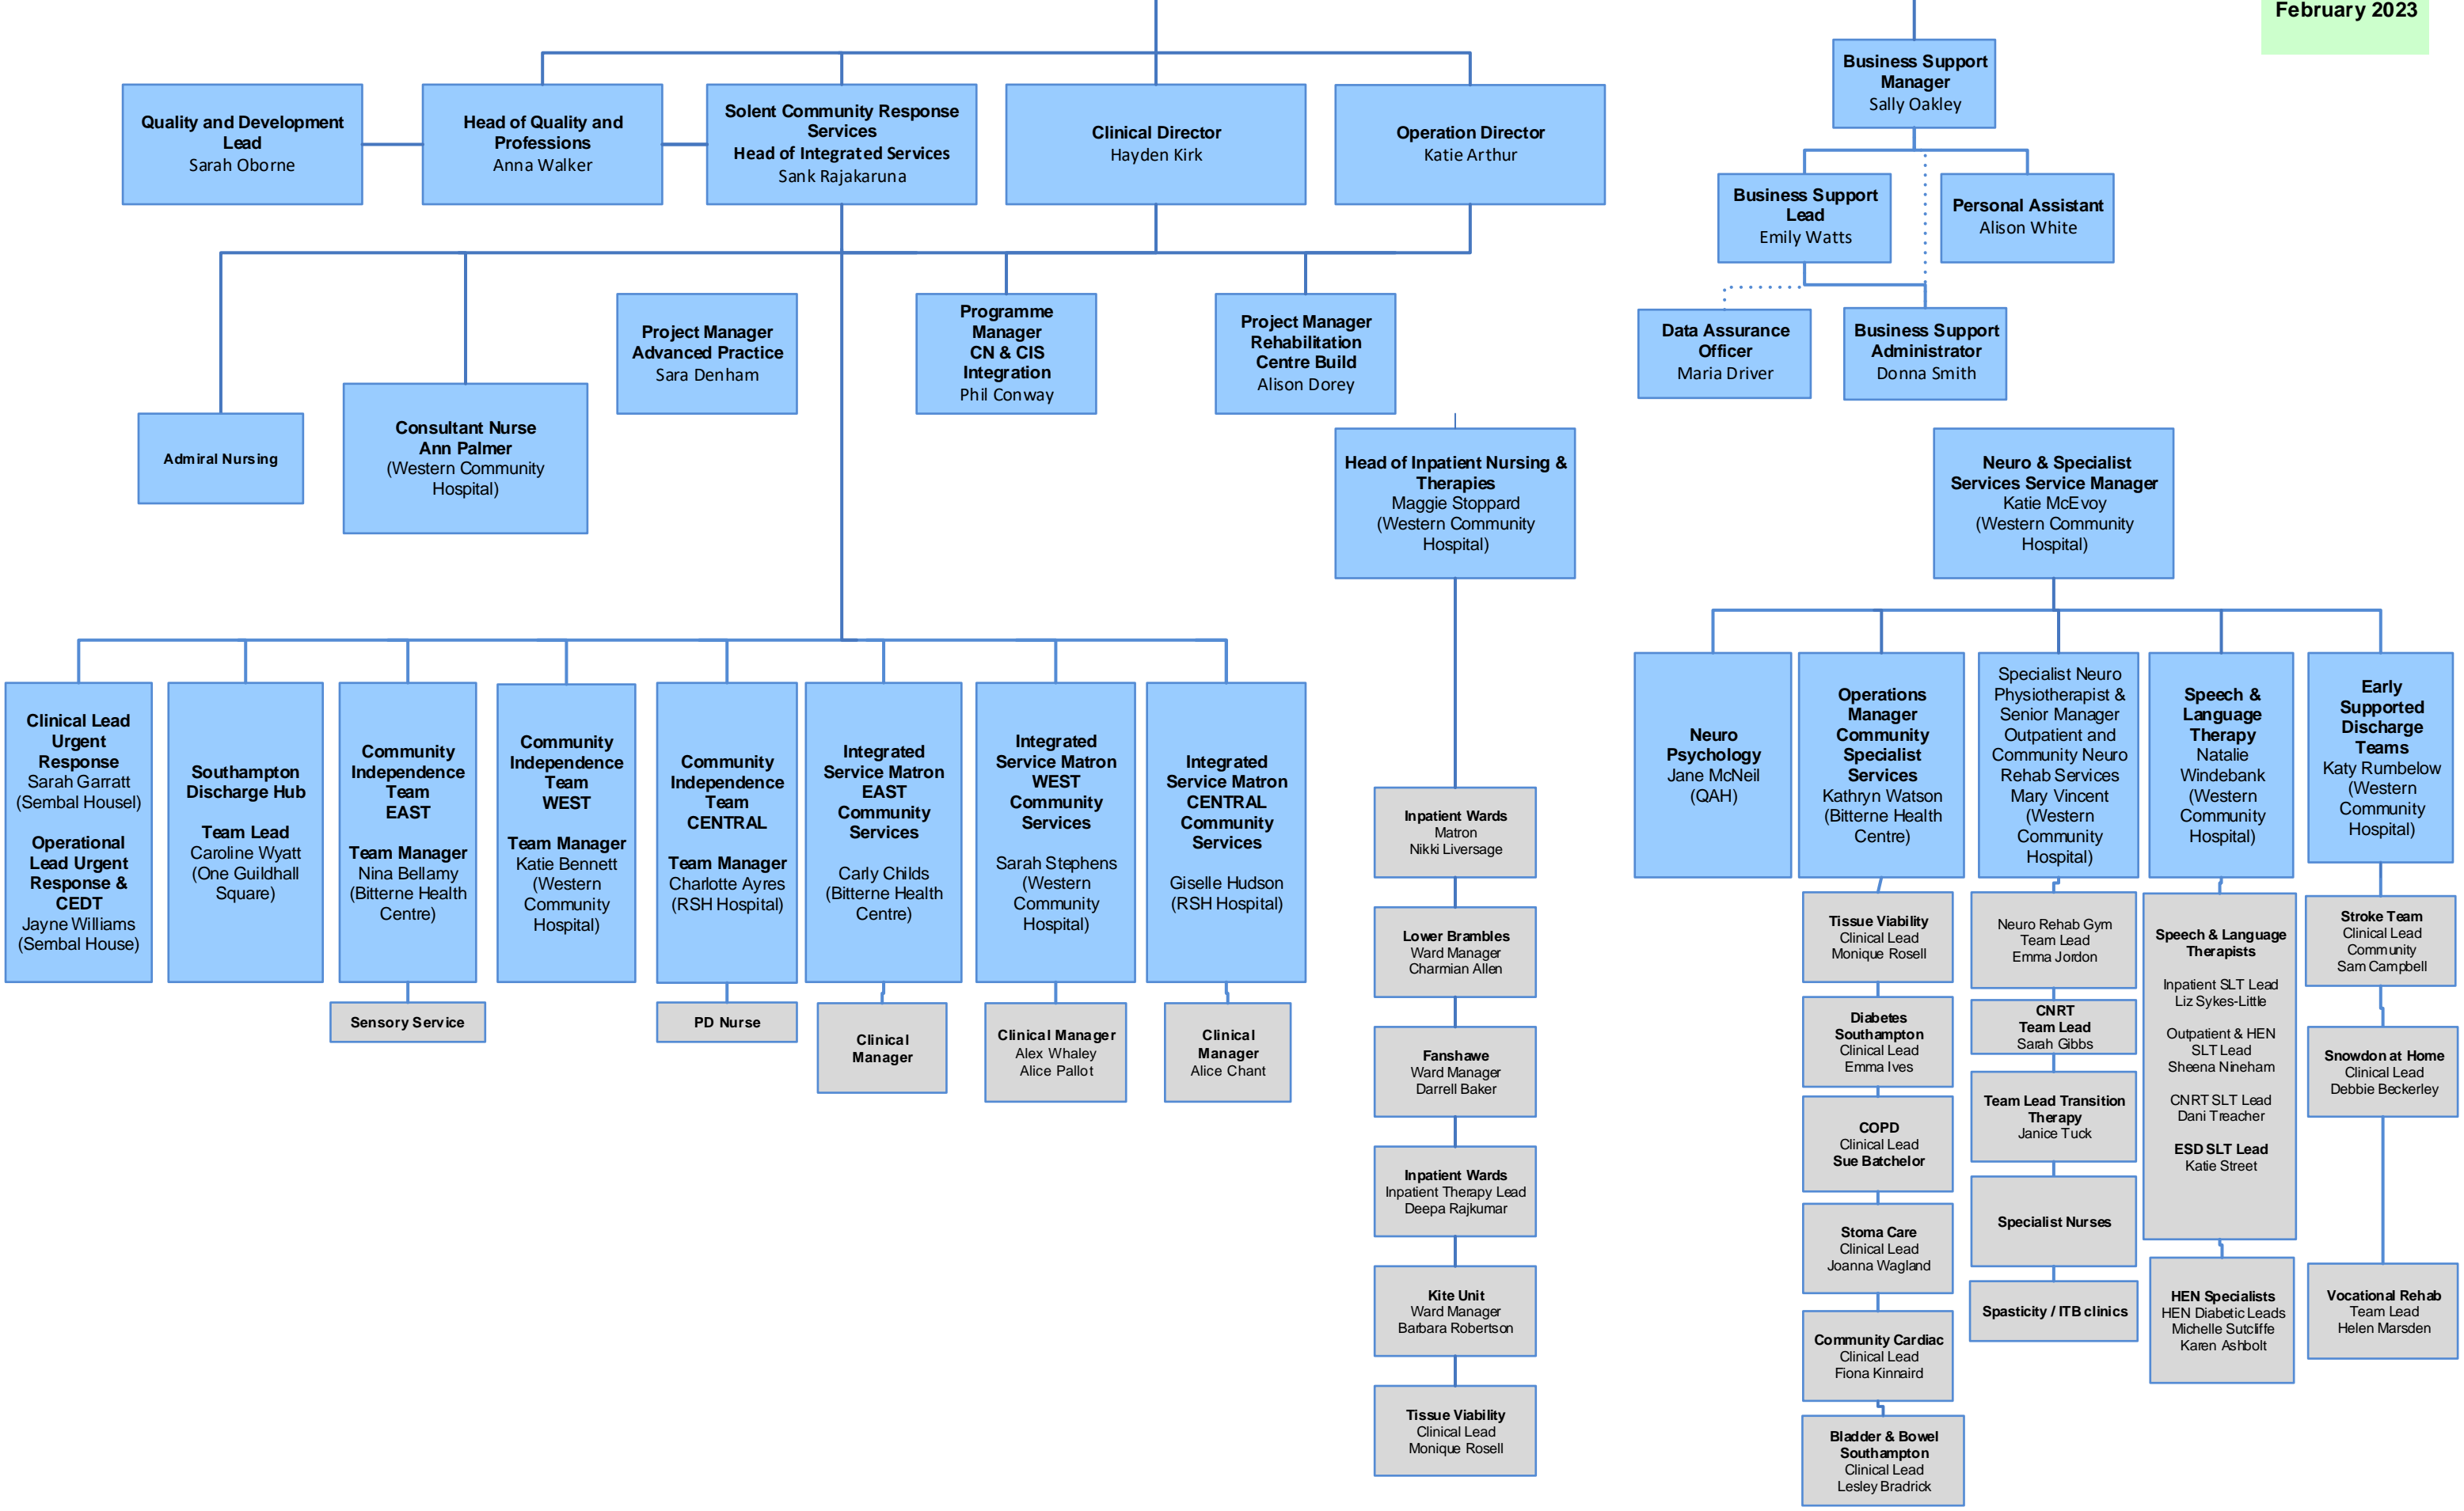 February 2023
Business Support
Manager
Sally Oakley
Quality and Development
Lead
Sarah Oborne
Head of Quality and
Professions
Anna Walker
Solent Community Response
Services
Head of Integrated Services
Sank Rajakaruna
Clinical Director
Hayden Kirk
Operation Director
Katie Arthur
Business Support
Lead
Emily Watts
Personal Assistant
Alison White
Project Manager
Advanced Practice
Sara Denham
Programme
Manager
CN & CIS
Integration
Phil Conway
Project Manager
Rehabilitation
Centre Build
Alison Dorey
Data Assurance
Officer
Maria Driver
Business Support
Administrator
Donna Smith
Admiral Nursing
Consultant Nurse
Ann Palmer
(Western Community
Hospital)
Head of Inpatient Nursing &
Therapies
Maggie Stoppard
(Western Community
Hospital)
Neuro & Specialist
Services Service Manager
Katie McEvoy
(Western Community
Hospital)
Clinical Lead
Urgent
Response
Sarah Garratt
(Sembal Housel)
Operational
Lead Urgent
Response &
CEDT
Jayne Williams
(Sembal House)
Southampton
Discharge Hub
Team Lead
Caroline Wyatt
(One Guildhall
Square)
Community
Independence
Team
EAST
Team Manager
Nina Bellamy
(Bitterne Health
Centre)
Community
Independence
Team
WEST
Team Manager
Katie Bennett
(Western
Community
Hospital)
Community
Independence
Team
CENTRAL
Team Manager
Charlotte Ayres
(RSH Hospital)
Integrated
Service Matron
EAST
Community
Services
Carly Childs
(Bitterne Health
Centre)
Integrated
Service Matron
WEST
Community
Services
Sarah Stephens
(Western
Community
Hospital)
Integrated
Service Matron
CENTRAL
Community
Services
Giselle Hudson
(RSH Hospital)
Sensory Service
PD Nurse
Clinical
Manager
Clinical Manager
Alex Whaley
Alice Pallot
Clinical
Manager
Alice Chant
Inpatient Wards
Matron
Nikki Liversage
Lower Brambles
Ward Manager
Charmian Allen
Fanshawe
Ward Manager
Darrell Baker
Inpatient Wards
Inpatient Therapy Lead
Deepa Rajkumar
Kite Unit
Ward Manager
Barbara Robertson
Tissue Viability
Clinical Lead
Monique Rosell
Neuro
Psychology
Jane McNeil
(QAH)
Operations
Manager
Community
Specialist
Services
Kathryn Watson
(Bitterne Health
Centre)
Specialist Neuro
Physiotherapist &
Senior Manager
Outpatient and
Community Neuro
Rehab Services
Mary Vincent
(Western
Community
Hospital)
Speech &
Language
Therapy
Natalie
Windebank
(Western
Community
Hospital)
Early
Supported
Discharge
Teams
Katy Rumbelow
(Western
Community
Hospital)
Tissue Viability
Clinical Lead
Monique Rosell
Diabetes
Southampton
Clinical Lead
Emma Ives
COPD
Clinical Lead
Sue Batchelor
Stoma Care
Clinical Lead
Joanna Wagland
Community Cardiac
Clinical Lead
Fiona Kinnaird
Bladder & Bowel
Southampton
Clinical Lead
Lesley Bradrick
Neuro Rehab Gym
Team Lead
Emma Jordon
CNRT
Team Lead
Sarah Gibbs
Team Lead Transition
Therapy
Janice Tuck
Specialist Nurses
Spasticity / ITB clinics
Speech & Language
Therapists
Inpatient SLT Lead
Liz Sykes-Little
Outpatient & HEN
SLT Lead
Sheena Nineham
CNRT SLT Lead
Dani Treacher
ESD SLT Lead
Katie Street
HEN Specialists
HEN Diabetic Leads
Michelle Sutcliffe
Karen Ashbolt
Stroke Team
Clinical Lead
Community
Sam Campbell
Snowdon at Home
Clinical Lead
Debbie Beckerley
Vocational Rehab
Team Lead
Helen Marsden